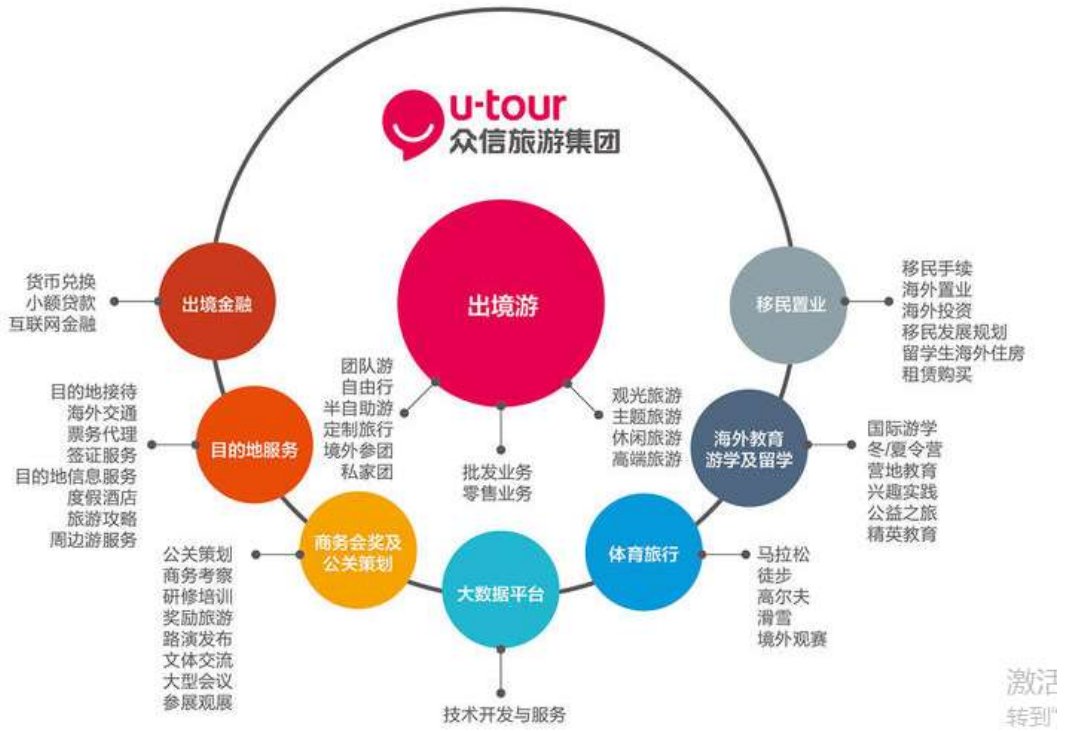 u-tour
众信旅游集团
出境游
团队游
自由行
半自助游
定制旅行
境外参团
私家团
批发业务
零售业务
观光旅游
主题旅游
休闲旅游
高端旅游
出境金融
货币兑换
小额贷款
互联网金融
目的地服务
目的地接待
海外交通
票务代理
签证服务
目的地信息服务
度假酒店
旅游攻略
周边游服务
商务会奖及
公关策划
公关策划
商务考察
研修培训
奖励旅游
路演发布
文体交流
大型会议
参展观展
大数据平台
技术开发与服务
体育旅行
马拉松
徒步
高尔夫
滑雪
境外观赛
海外教育
游学及留学
国际游学
冬/夏令营
营地教育
兴趣实践
公益之旅
精英教育
移民置业
移民手续
海外置业
海外投资
移民发展规划
留学生海外住房
租赁购买
激活
转到"